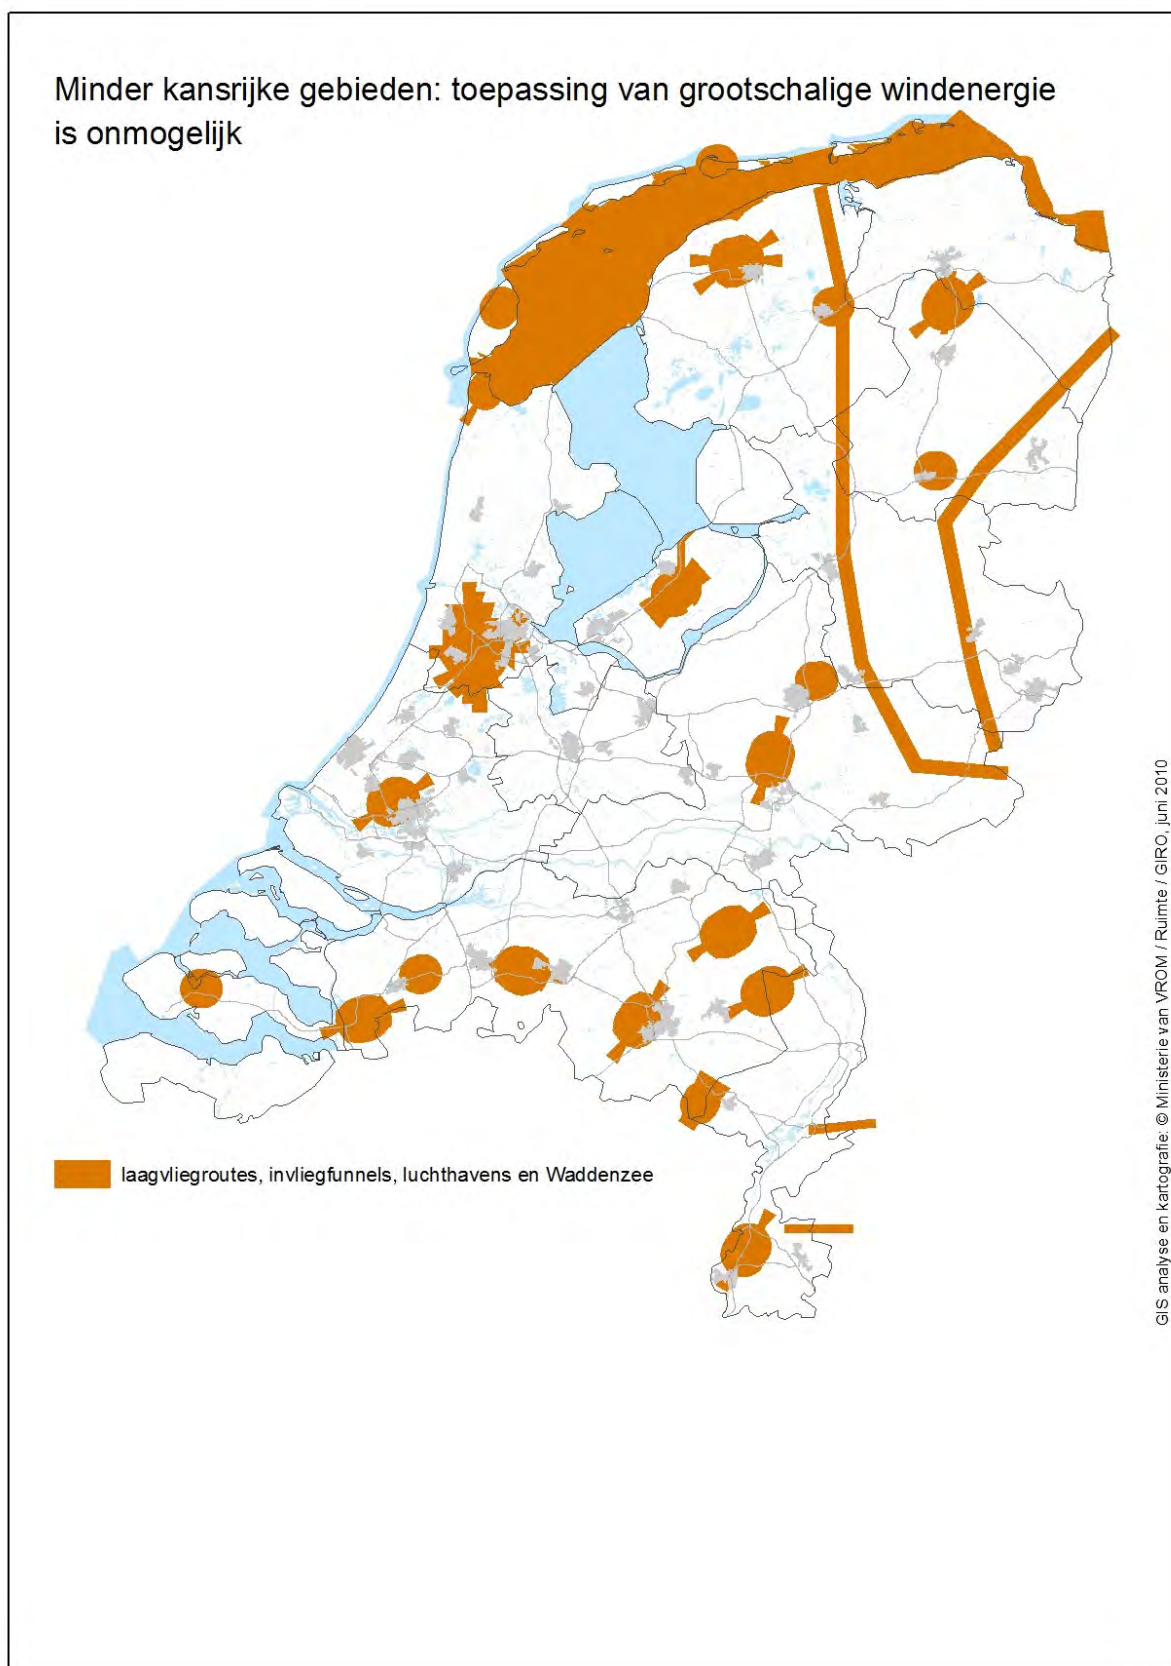 Minder kansrijke gebieden: toepassing van grootschalige windenergie
is onmogelijk
laagvliegroutes, invliegfunnels, luchthavens en Waddenzee
GIS analyse en kartografie: © Ministerie van VROM / Ruimte / GIRO, juni 2010